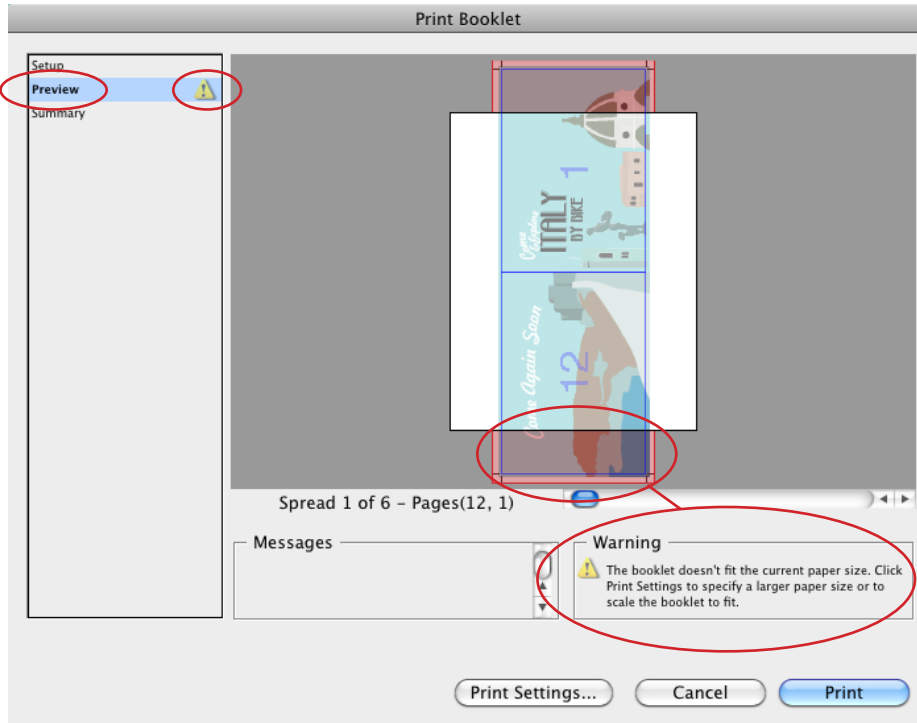 Print Booklet
Setup
Preview
Summary
1
Come
Explore
ITALY
BY BIKE
12
Come Again Soon
Spread 1 of 6 – Pages(12, 1)
Messages
Warning
The booklet doesn't fit the current paper size. Click
Print Settings to specify a larger paper size or to
scale the booklet to fit.
Print Settings...
Cancel
Print